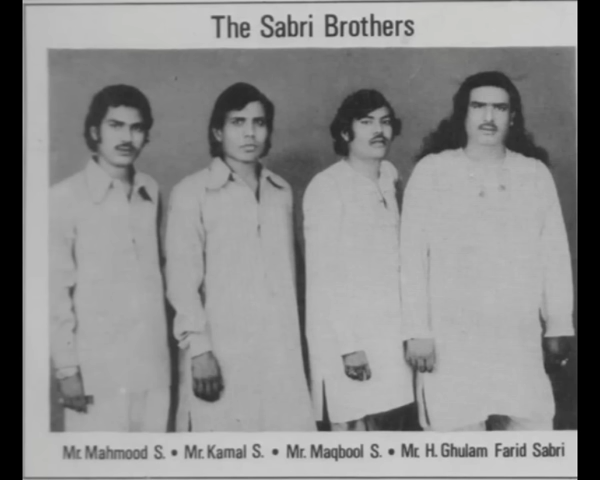 The Sabri Brothers
Mr. Mahmood S. • Mr. Kamal S. • Mr. Maqbool S. • Mr. H. Ghulam Farid Sabri